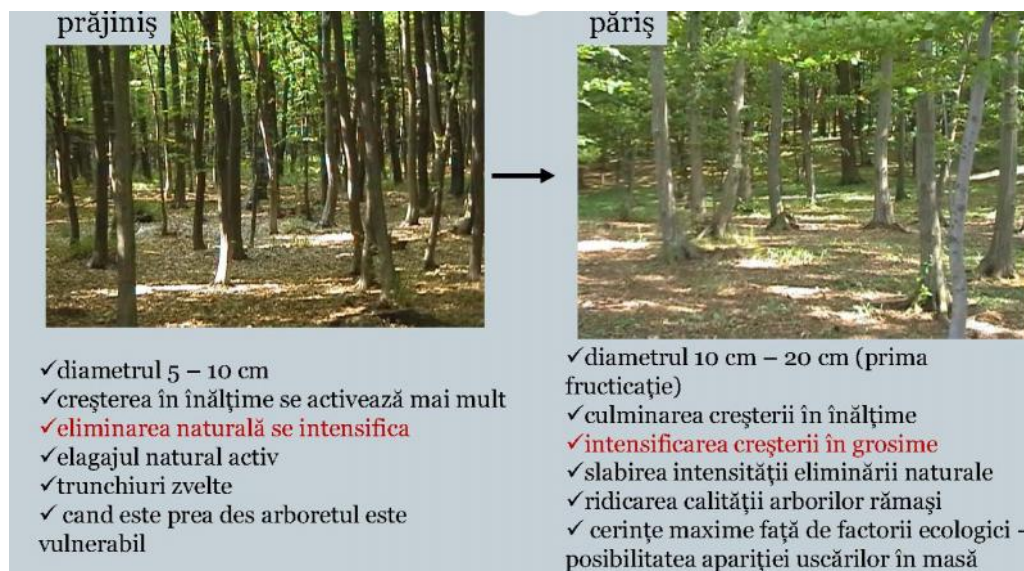 prăjiniş
păriş
✓diametrul 5 – 10 cm
✓creşterea în înălţime se activează mai mult
✓eliminarea naturală se intensifica
✓elagajul natural activ
✓trunchiuri zvelte
✓ cand este prea des arboretul este
vulnerabil
✓diametrul 10 cm – 20 cm (prima
fructicaţie)
✓culminarea creşterii în înălţime
✓intensificarea creşterii în grosime
✓slabirea intensităţii eliminării naturale
✓ridicarea calităţii arborilor rămaşi
✓ cerinţe maxime faţă de factorii ecologici -
posibilitatea apariţiei uscărilor în masă